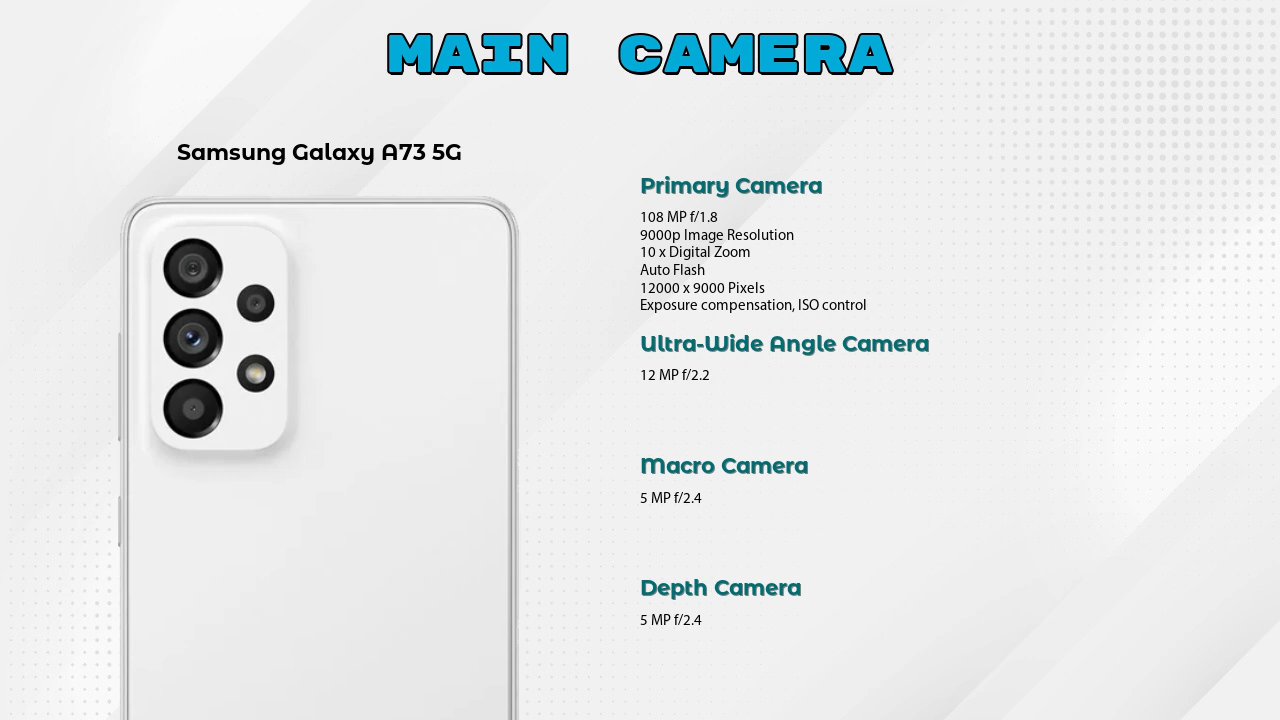 MAIN CAMERA
Samsung Galaxy A73 5G
Primary Camera
108 MP f/1.8
9000p Image Resolution
10 x Digital Zoom
Auto Flash
12000 x 9000 Pixels
Exposure compensation, ISO control
Ultra-Wide Angle Camera
12 MP f/2.2
Macro Camera
5 MP f/2.4
Depth Camera
5 MP f/2.4